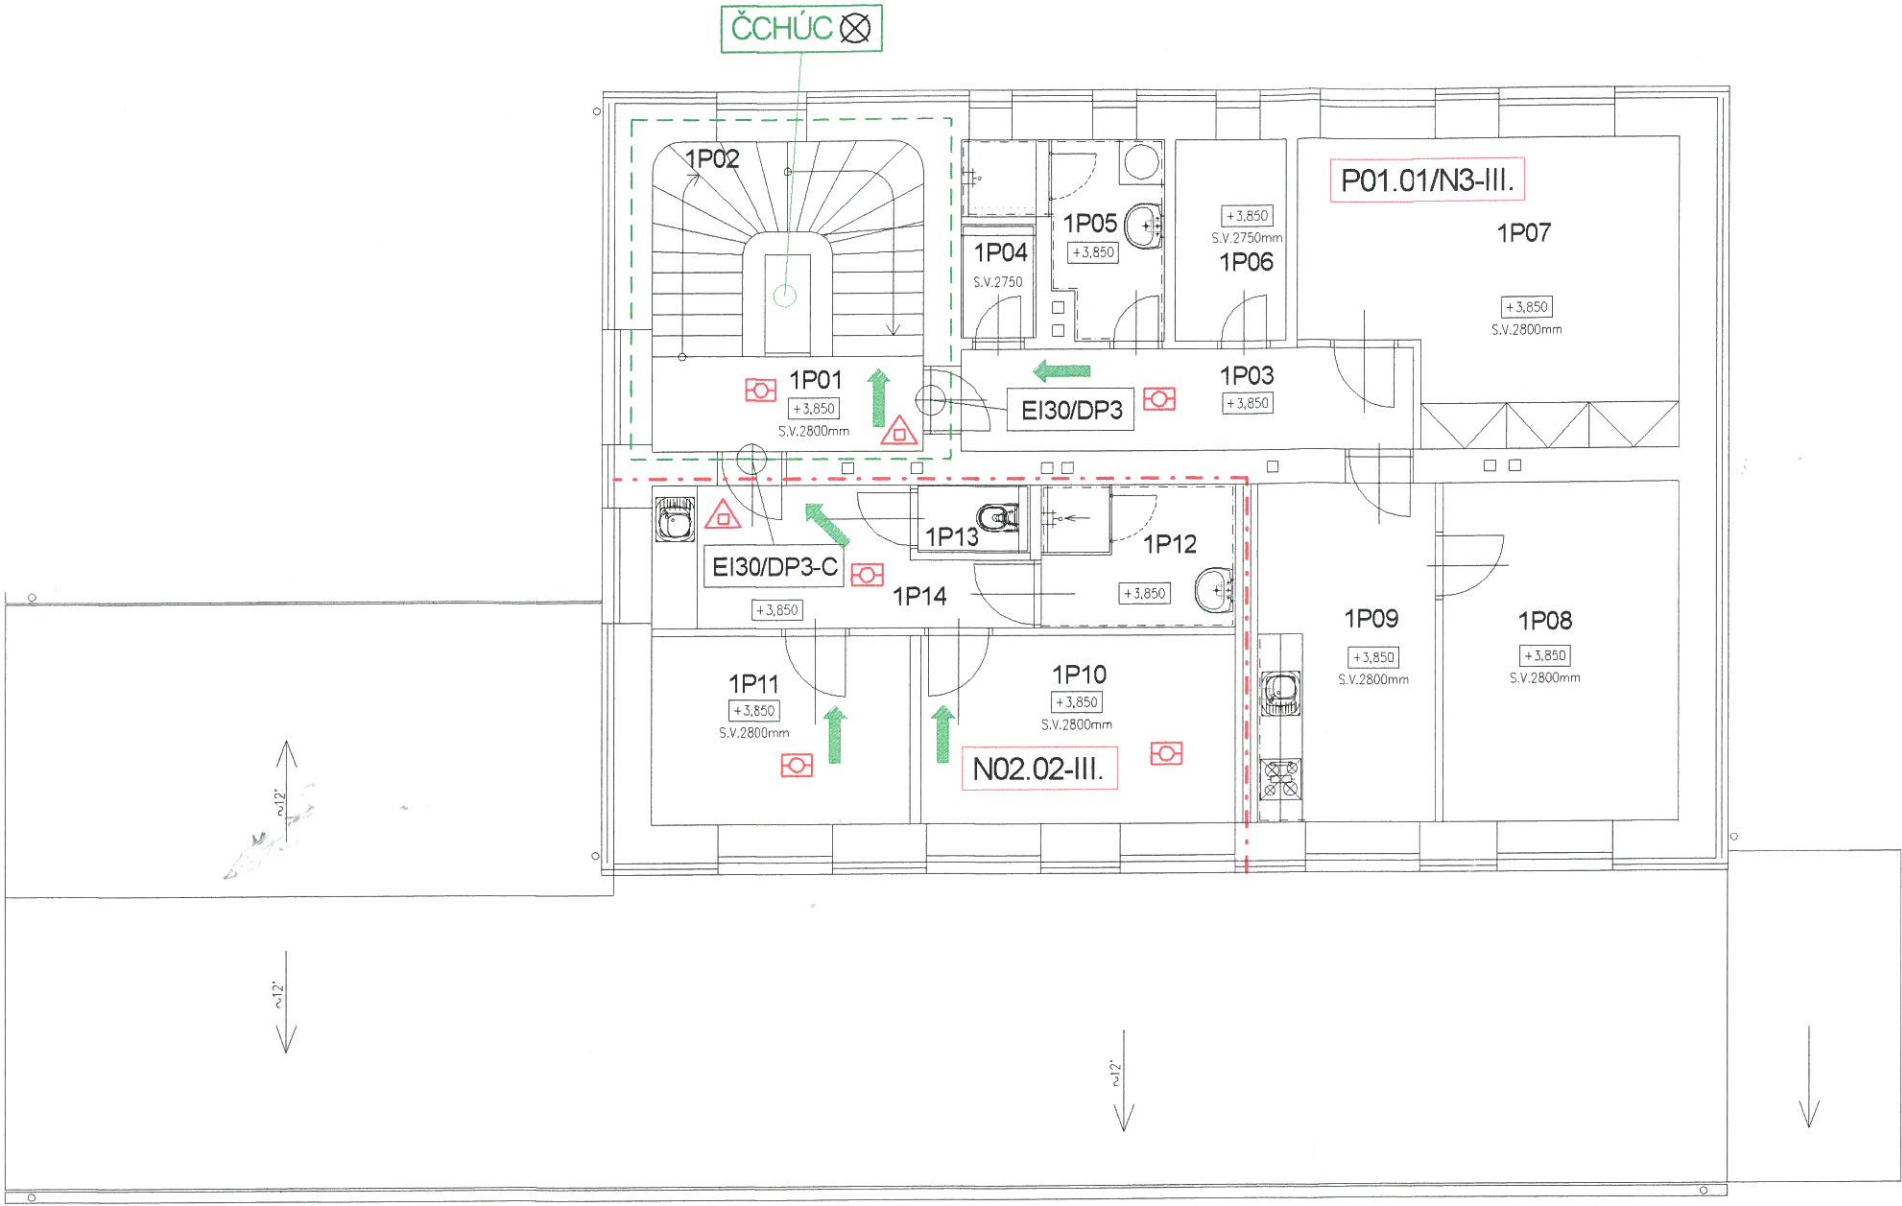 ČCHÚC
1P02
P01.01/N3-III.
1P05
+3,850
1P04
S.V.2750
+3,850
S.V.2750mm
1P06
1P07
+3,850
S.V.2800mm
1P01
+3,850
S.V.2800mm
EI30/DP3
1P03
+3,850
1P13
1P12
+3,850
EI30/DP3-C
+3,850
1P14
1P09
+3,850
S.V.2800mm
1P08
+3,850
S.V.2800mm
1P11
+3,850
S.V.2800mm
1P10
+3,850
S.V.2800mm
N02.02-III.
~12°
~12°
~12°